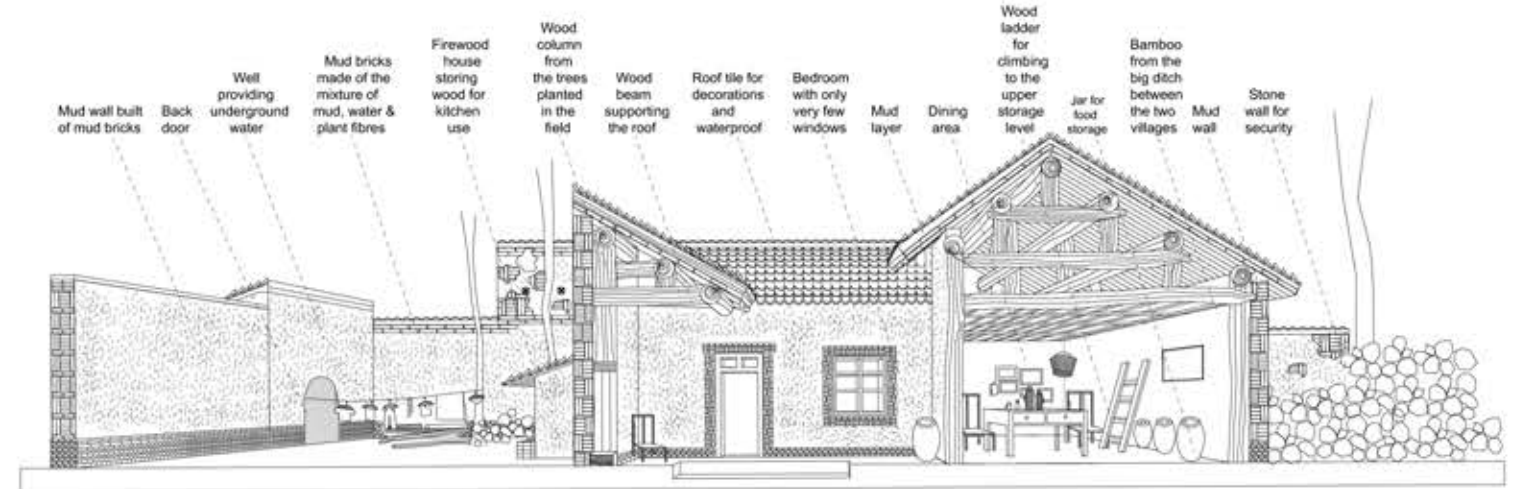 Mud wall built
of mud bricks
Back
door
Well
providing
underground
water
Mud bricks
made of the
mixture of
mud, water &
plant fibres
Firewood
house
storing
wood for
kitchen
use
Wood
column
from
the trees
planted
in the
field
Wood
beam
supporting
the roof
Roof tile for
decorations
and
waterproof
Bedroom
with only
very few
windows
Mud
layer
Dining
area
Wood
ladder
for
climbing
to the
upper
storage
level
Jar for
food
storage
Bamboo
from the
big ditch
between
the two
villages
Mud
wall
Stone
wall for
security